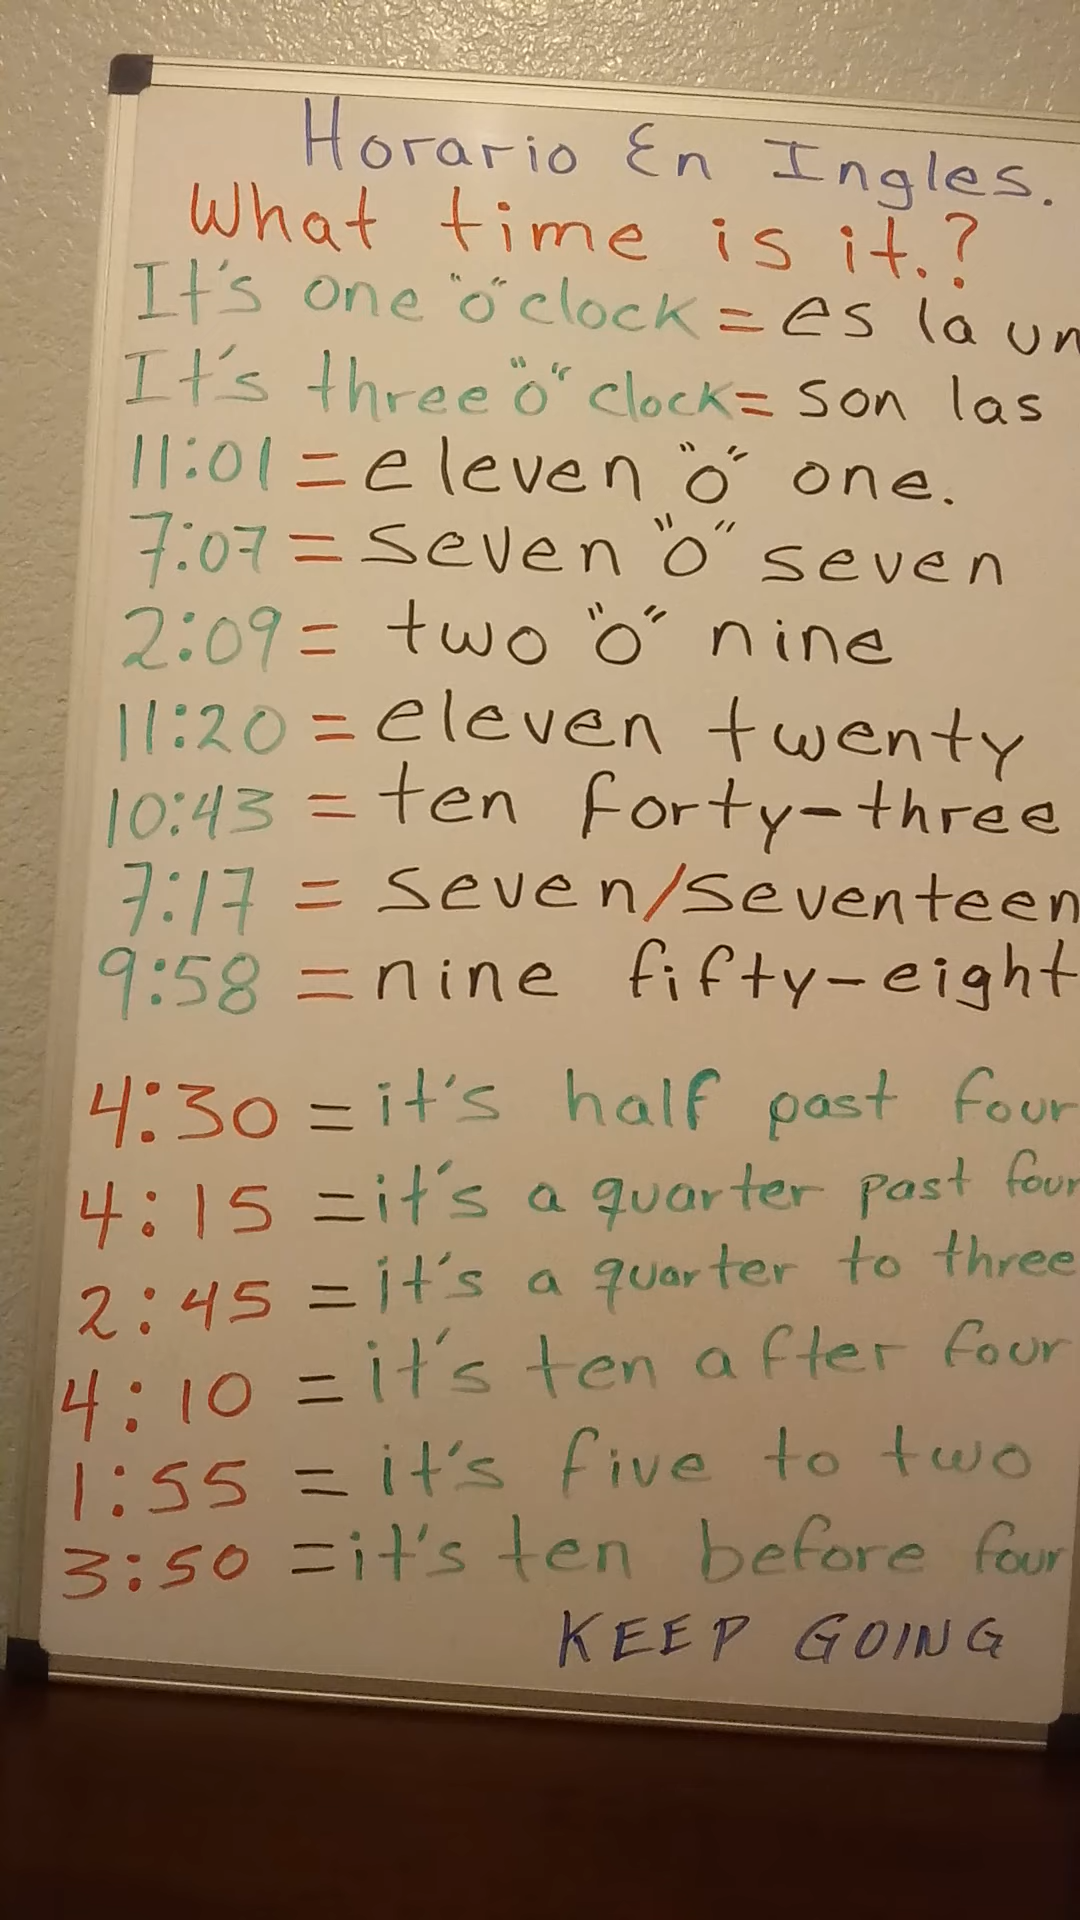 Horario En Ingles.
What time is it.?
It's one "o" clock = es la un
It's three "o" clock = son las
11:01 = eleven "o" one.
7:07 = seven "o" seven
2:09 = two "o" nine
11:20 = eleven twenty
10:43 = ten forty-three
7:17 = seven/seventeen
9:58 = nine fifty-eight
4:30 = it's half past four
4:15 = it's a quarter past four
2:45 = it's a quarter to three
4:10 = it's ten after four
1:55 = it's five to two
3:50 = it's ten before four
KEEP GOING